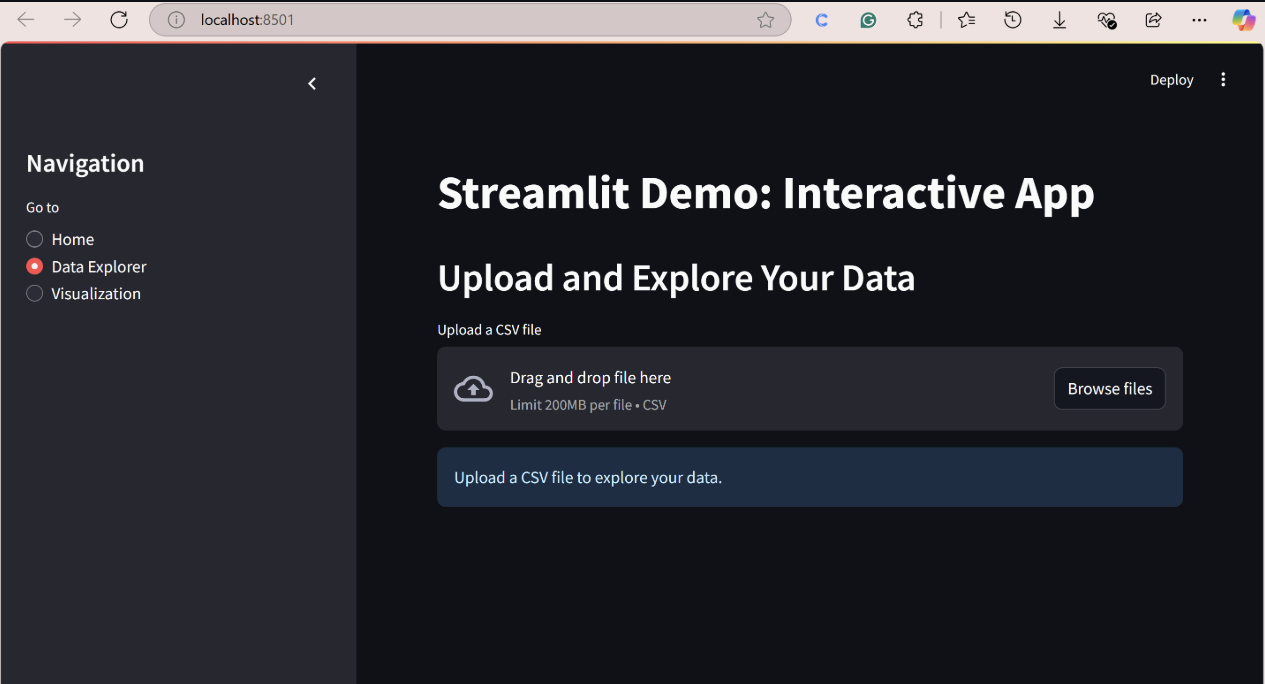 localhost:8501
Deploy
Navigation
Go to
Home
Data Explorer
Visualization
Streamlit Demo: Interactive App
Upload and Explore Your Data
Upload a CSV file
Drag and drop file here
Limit 200MB per file • CSV
Browse files
Upload a CSV file to explore your data.